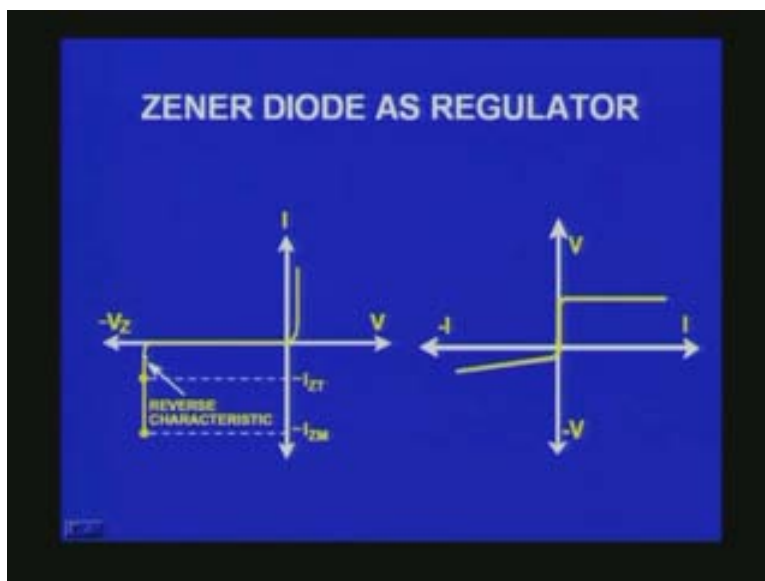 ZENER DIODE AS REGULATOR
I
-VZ
V
-IZT
REVERSE
CHARACTERISTIC
-IZM
V
-I
I
-V